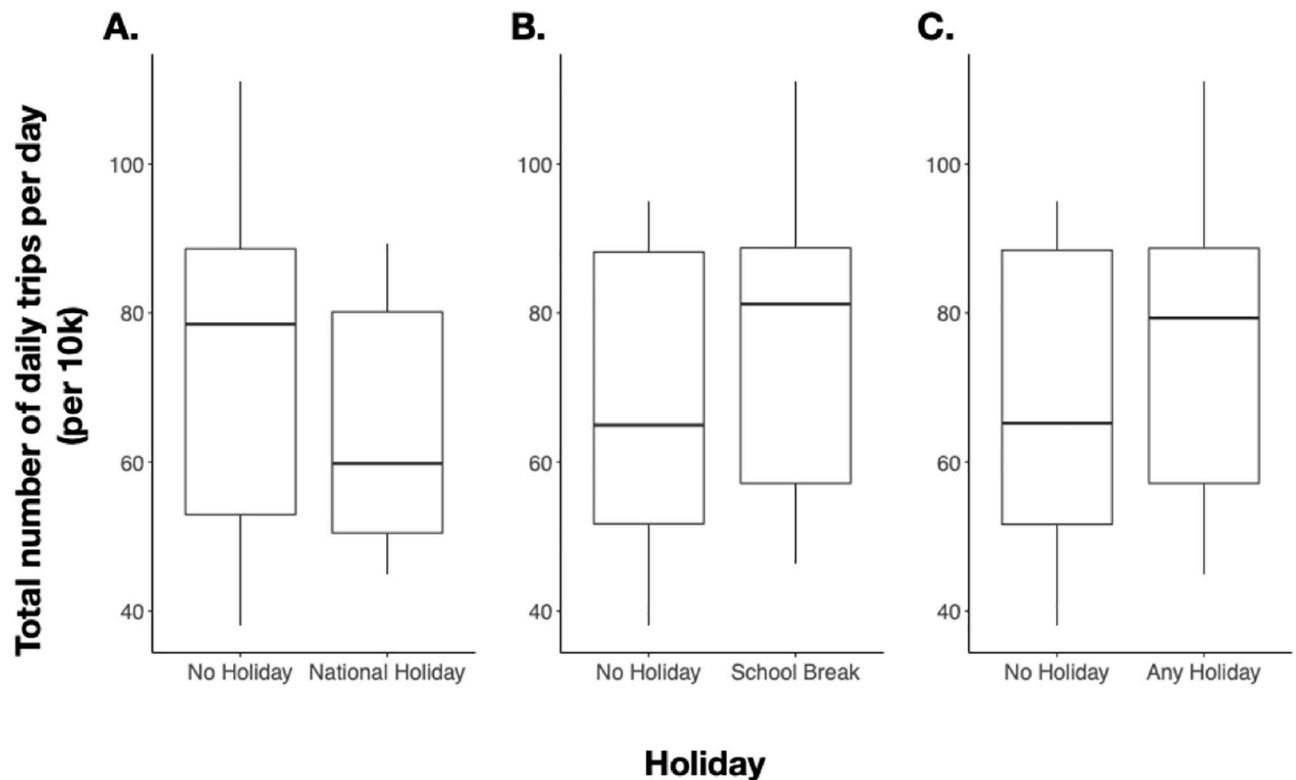 A.
B.
C.
Total number of daily trips per day
(per 10k)
100
80
60
40
No Holiday
National Holiday
100
80
60
40
No Holiday
School Break
100
80
60
40
No Holiday
Any Holiday
Holiday